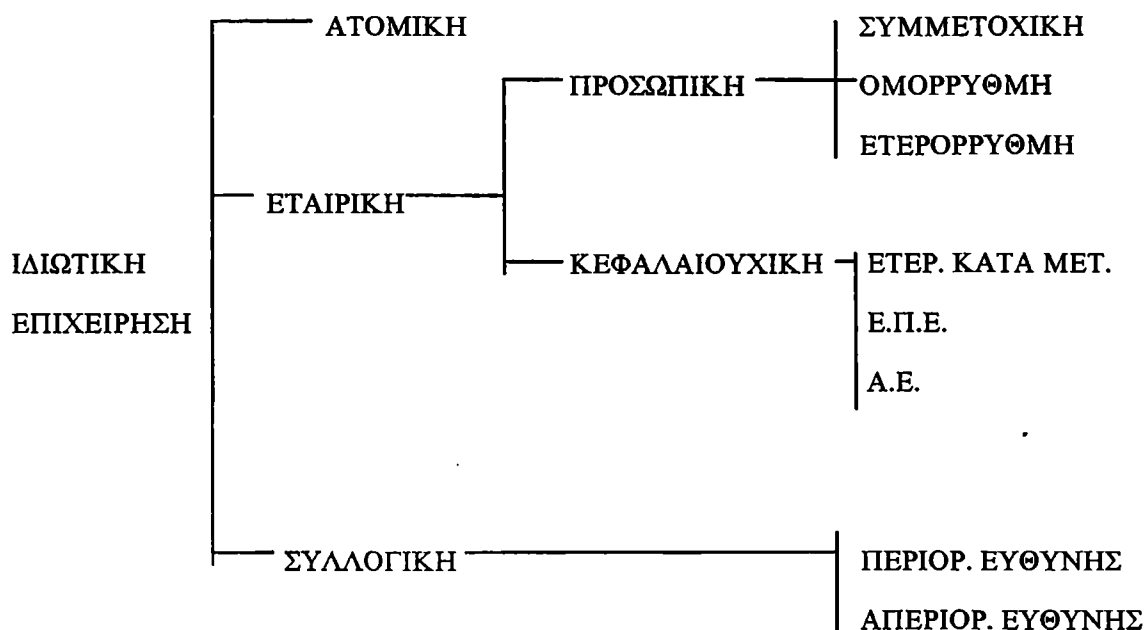 ΑΤΟΜΙΚΗ
ΣΥΜΜΕΤΟΧΙΚΗ
ΠΡΟΣΩΠΙΚΗ
ΟΜΟΡΡΥΘΜΗ
ΕΤΕΡΟΡΡΥΘΜΗ
ΕΤΑΙΡΙΚΗ
ΙΔΙΩΤΙΚΗ
ΕΠΙΧΕΙΡΗΣΗ
ΚΕΦΑΛΑΙΟΥΧΙΚΗ
ΕΤΕΡ. ΚΑΤΑ ΜΕΤ.
Ε.Π.Ε.
Α.Ε.
ΣΥΛΛΟΓΙΚΗ
ΠΕΡΙΟΡ. ΕΥΘΥΝΗΣ
ΑΠΕΡΙΟΡ. ΕΥΘΥΝΗΣ